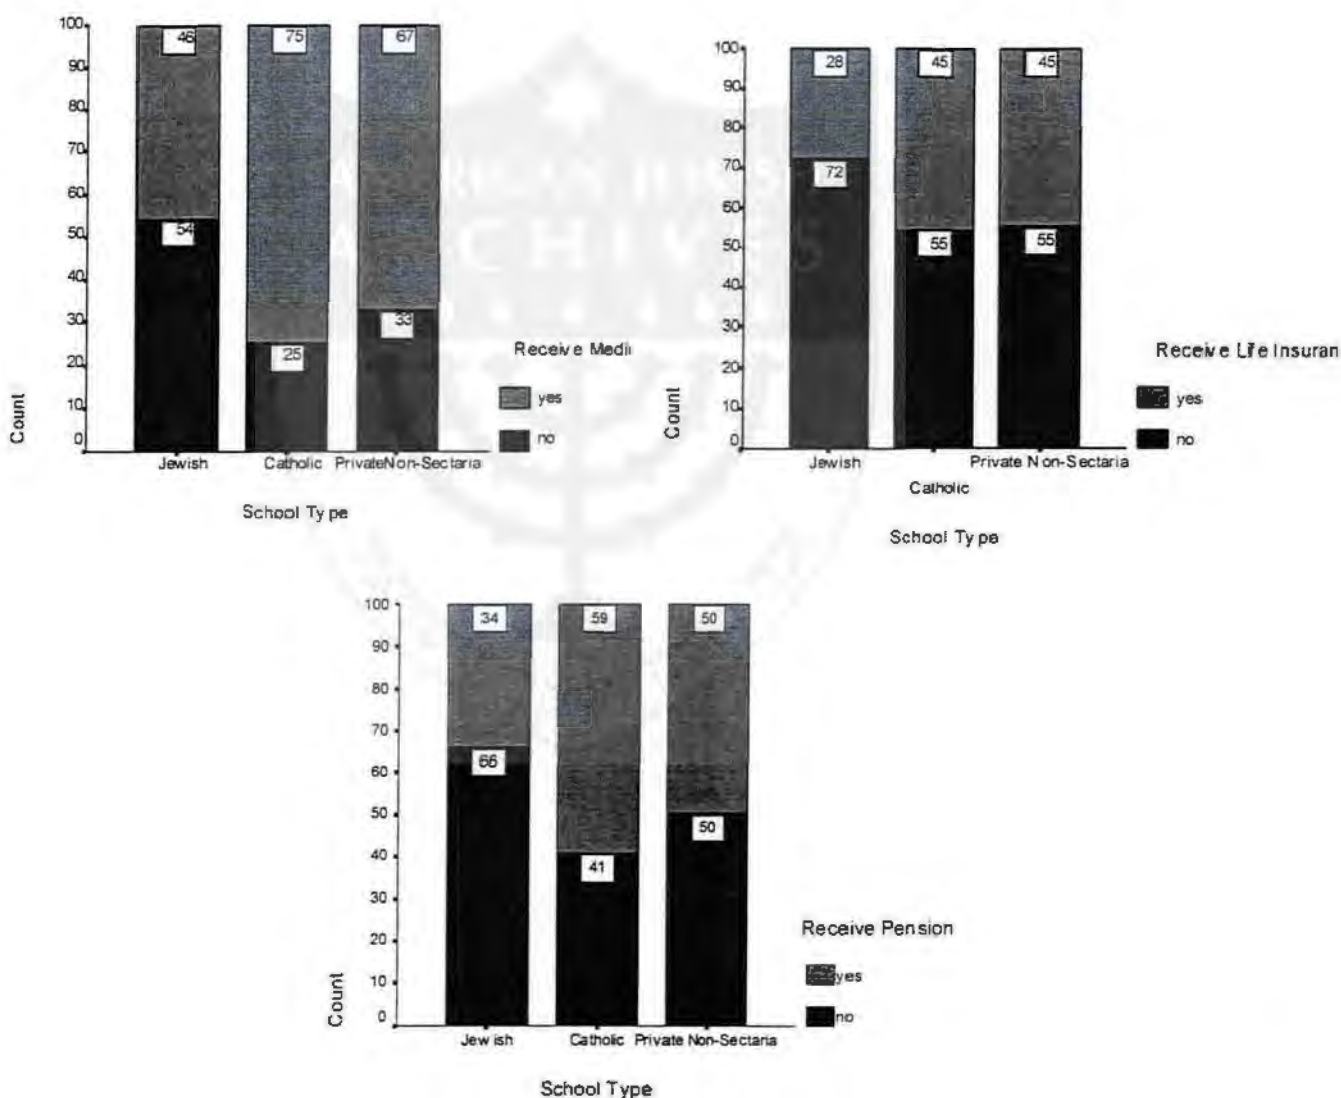 100
90
80
70
60
50
40
30
20
10
0
Count
46
75
67
54
25
33
Jewish
Catholic
PrivateNon-Sectaria
School Type
Receive Medi
yes
no
100
90
80
70
60
50
40
30
20
10
0
Count
28
45
45
72
55
55
Jewish
Catholic
Private Non-Sectaria
School Type
Receive Life Insuran
yes
no
100
90
80
70
60
50
40
30
20
10
0
Count
34
59
50
66
41
50
Jewish
Catholic
Private Non-Sectaria
School Type
Receive Pension
yes
no